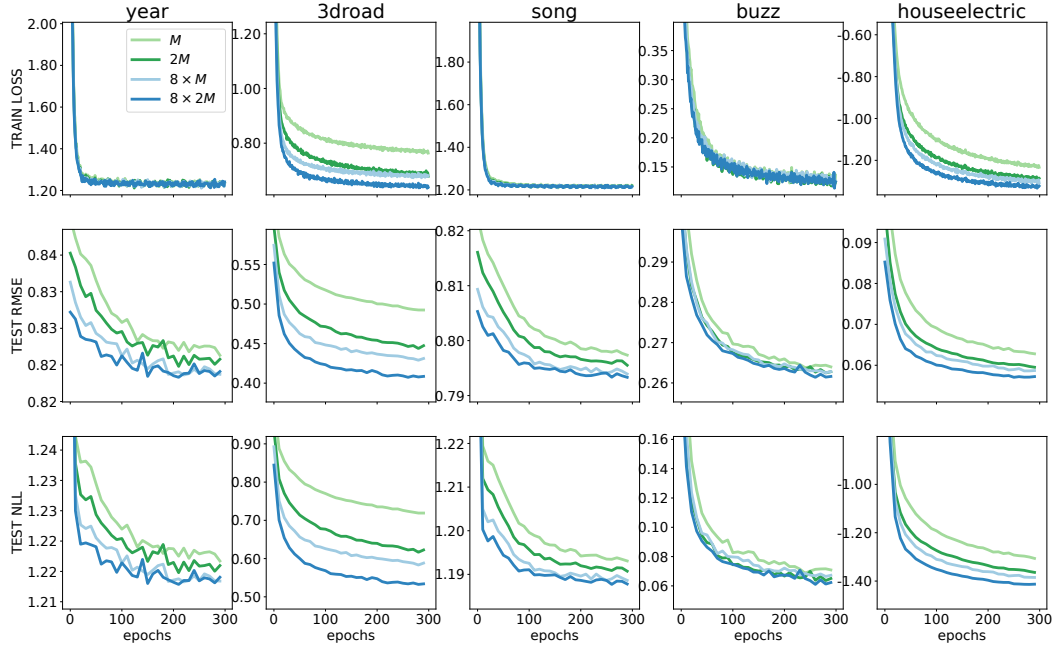 year 3droad song buzz houseelectric
TRAIN LOSS
2.00 1.80 1.60 1.40 1.20
M
2M
8 × M
8 × 2M
1.20 1.00 0.80
1.80 1.60 1.40 1.20
0.35 0.30 0.25 0.20 0.15
-0.60 -0.80 -1.00 -1.20
TEST RMSE
0.84 0.83 0.83 0.82 0.82
0.55 0.50 0.45 0.40
0.82 0.81 0.80 0.79
0.29 0.28 0.27 0.26
0.09 0.08 0.07 0.06
TEST NLL
1.24 1.23 1.22 1.22 1.21
0.90 0.80 0.70 0.60 0.50
1.22 1.21 1.20 1.19
0.16 0.14 0.12 0.10 0.08 0.06
-1.00 -1.20 -1.40
0 100 200 300 0 100 200 300 0 100 200 300 0 100 200 300 0 100 200 300
epochs epochs epochs epochs epochs